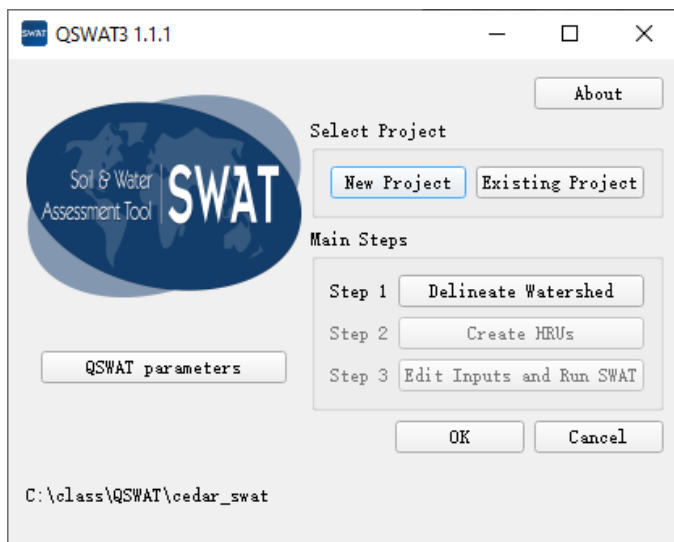 SWAT QSWAT3 1.1.1
About
Select Project
Soil & Water
Assessment Tool
SWAT
New Project Existing Project
Main Steps
Step 1 Delineate Watershed
Step 2 Create HRUs
QSWAT parameters
Step 3 Edit Inputs and Run SWAT
OK Cancel
C:\class\QSWAT\cedar_swat